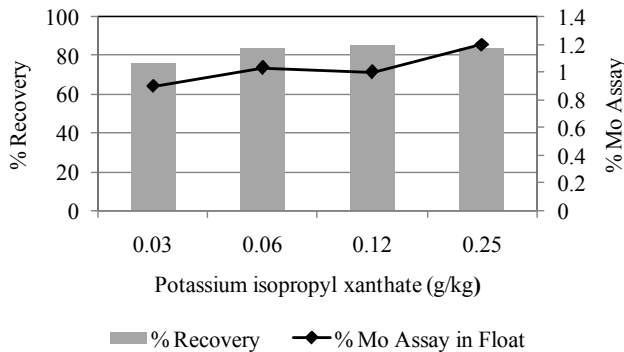 100
80
60
40
20
0
% Recovery
1.4
1.2
1
0.8
0.6
0.4
0.2
0
% Mo Assay
0.03 0.06 0.12 0.25
Potassium isopropyl xanthate (g/kg)
% Recovery % Mo Assay in Float